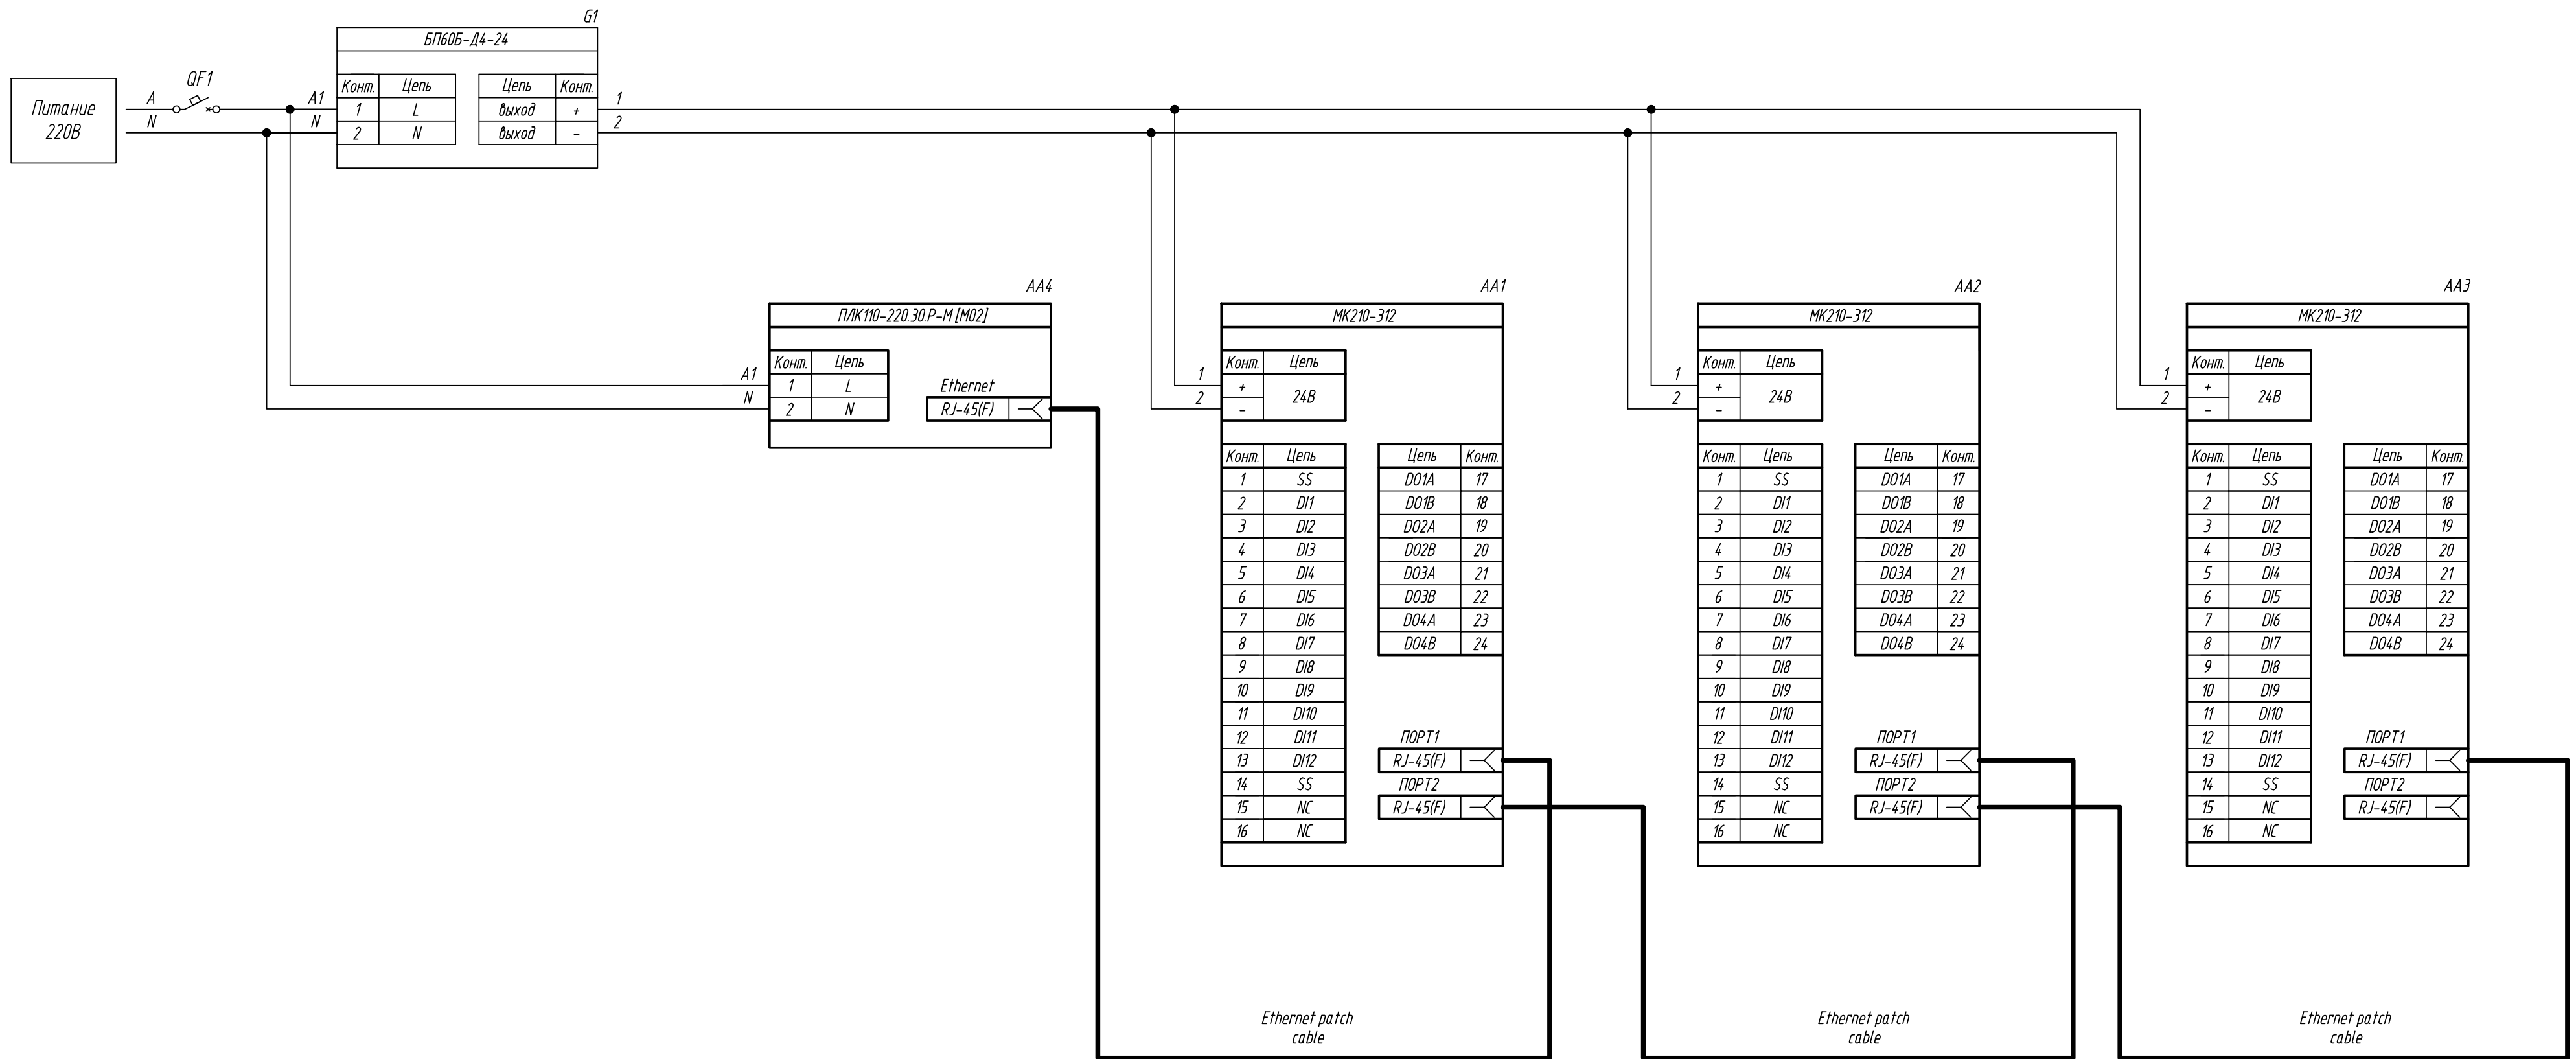 G1
БП60Б-Д4-24
Питание
220В
A
N
QF1
A1
N
Конт. Цепь Цепь Конт.
1 L выход +
2 N выход -
1
2
AA4
ПЛК110-220.30.Р-М [М02]
A1
N
Конт. Цепь
1 L
2 N
Ethernet
RJ-45(F)
AA1
МК210-312
1
2
Конт. Цепь
+
-
24В
Конт. Цепь Цепь Конт.
1 SS DO1A 17
2 DI1 DO1B 18
3 DI2 DO2A 19
4 DI3 DO2B 20
5 DI4 DO3A 21
6 DI5 DO3B 22
7 DI6 DO4A 23
8 DI7 DO4B 24
9 DI8
10 DI9
11 DI10
12 DI11 ПОРТ1
13 DI12 RJ-45(F)
14 SS ПОРТ2
15 NC RJ-45(F)
16 NC
AA2
МК210-312
1
2
Конт. Цепь
+
-
24В
Конт. Цепь Цепь Конт.
1 SS DO1A 17
2 DI1 DO1B 18
3 DI2 DO2A 19
4 DI3 DO2B 20
5 DI4 DO3A 21
6 DI5 DO3B 22
7 DI6 DO4A 23
8 DI7 DO4B 24
9 DI8
10 DI9
11 DI10
12 DI11 ПОРТ1
13 DI12 RJ-45(F)
14 SS ПОРТ2
15 NC RJ-45(F)
16 NC
AA3
МК210-312
1
2
Конт. Цепь
+
-
24В
Конт. Цепь Цепь Конт.
1 SS DO1A 17
2 DI1 DO1B 18
3 DI2 DO2A 19
4 DI3 DO2B 20
5 DI4 DO3A 21
6 DI5 DO3B 22
7 DI6 DO4A 23
8 DI7 DO4B 24
9 DI8
10 DI9
11 DI10
12 DI11 ПОРТ1
13 DI12 RJ-45(F)
14 SS ПОРТ2
15 NC RJ-45(F)
16 NC
Ethernet patch
cable
Ethernet patch
cable
Ethernet patch
cable